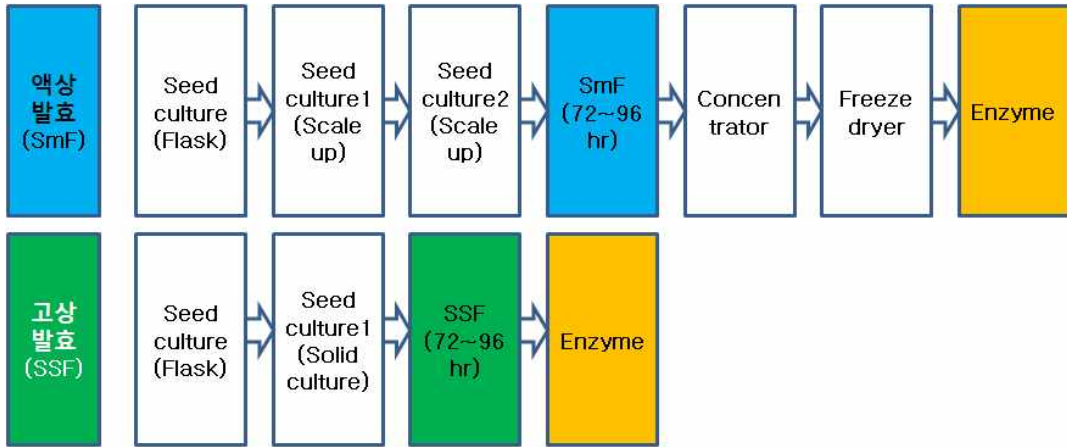 액상
발효
(SmF)
Seed
culture
(Flask)
Seed
culture1
(Scale
up)
Seed
culture2
(Scale
up)
SmF
(72~96
hr)
Concen
trator
Freeze
dryer
Enzyme
고상
발효
(SSF)
Seed
culture
(Flask)
Seed
culture1
(Solid
culture)
SSF
(72~96
hr)
Enzyme